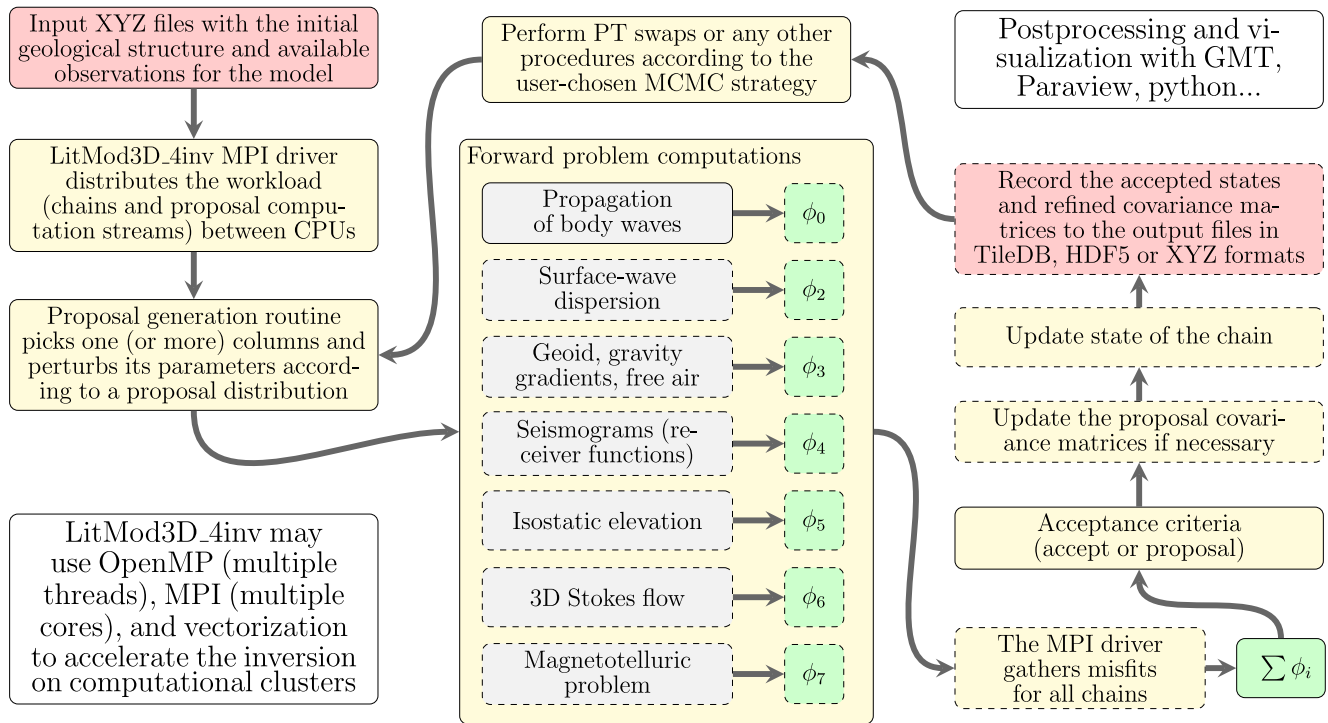 Input XYZ files with the initial
geological structure and available
observations for the model
LitMod3D_4inv MPI driver
distributes the workload
(chains and proposal compu-
tation streams) between CPUs
Proposal generation routine
picks one (or more) columns and
perturbs its parameters accord-
ing to a proposal distribution
LitMod3D_4inv may
use OpenMP (multiple
threads), MPI (multiple
cores), and vectorization
to accelerate the inversion
on computational clusters
Perform PT swaps or any other
procedures according to the
user-chosen MCMC strategy
Forward problem computations
Propagation
of body waves
ϕ0
Surface-wave
dispersion
ϕ2
Geoid, gravity
gradients, free air
ϕ3
Seismograms (re-
ceiver functions)
ϕ4
Isostatic elevation
ϕ5
3D Stokes flow
ϕ6
Magnetotelluric
problem
ϕ7
Postprocessing and vi-
sualization with GMT,
Paraview, python...
Record the accepted states
and refined covariance ma-
trices to the output files in
TileDB, HDF5 or XYZ formats
Update state of the chain
Update the proposal covari-
ance matrices if necessary
Acceptance criteria
(accept or proposal)
The MPI driver
gathers misfits
for all chains
∑ ϕi